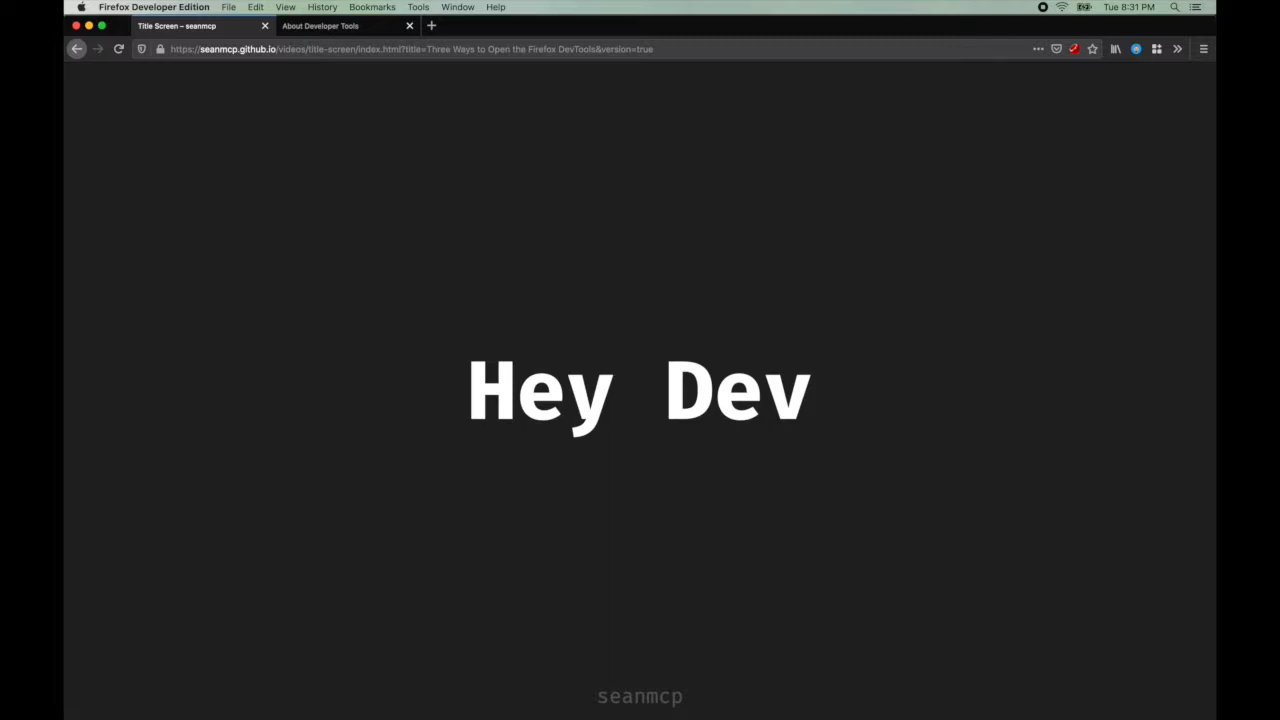 Firefox Developer Edition File Edit View History Bookmarks Tools Window Help Tue 8:31 PM
Title Screen – seanmcp About Developer Tools
https://seanmcp.github.io/videos/title-screen/index.html?title=Three Ways to Open the Firefox DevTools&version=true
Hey Dev
seanmcp